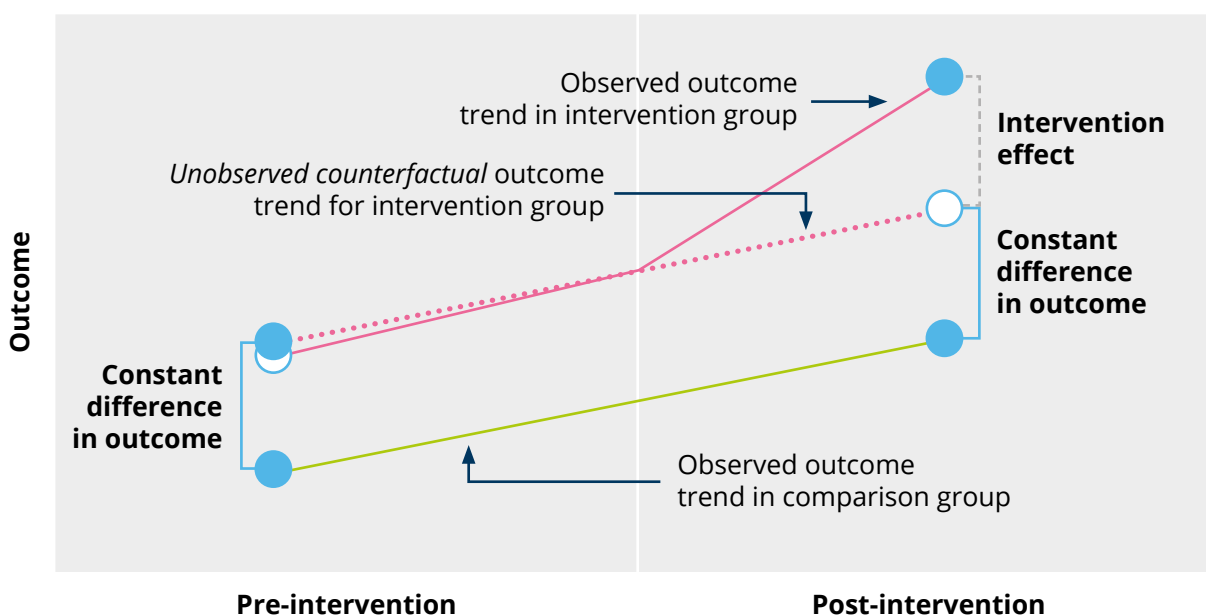 Observed outcome
trend in intervention group
Intervention
effect
Unobserved counterfactual outcome
trend for intervention group
Constant
difference
in outcome
Outcome
Constant
difference
in outcome
Observed outcome
trend in comparison group
Pre-intervention
Post-intervention